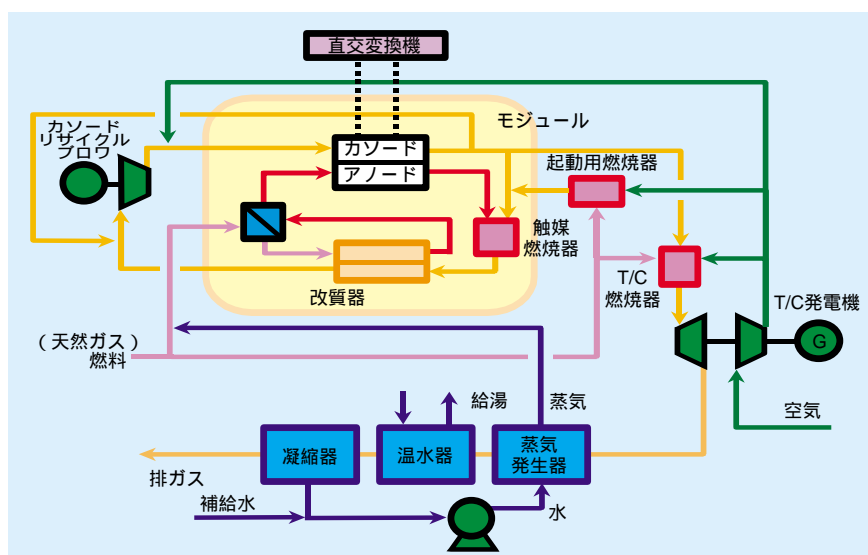 直交変換機
モジュール
カソード
リサイクル
ブロワ
カソード
アノード
起動用燃焼器
触媒
燃焼器
改質器
T/C
燃焼器
T/C発電機
G
（天然ガス）
燃料
空気
給湯
蒸気
凝縮器
温水器
蒸気
発生器
排ガス
補給水
水